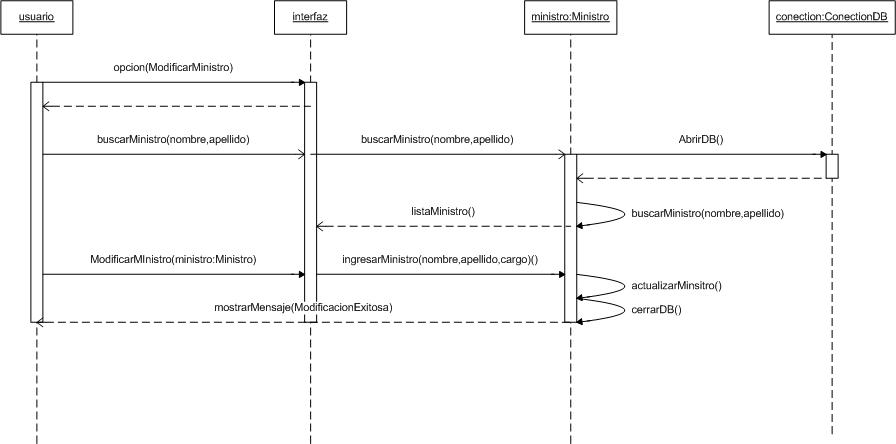 usuario
interfaz
ministro:Ministro
conection:ConectionDB
opcion(ModificarMinistro)
buscarMinistro(nombre,apellido)
buscarMinistro(nombre,apellido)
AbrirDB()
listaMinistro()
buscarMinistro(nombre,apellido)
ModificarMInistro(ministro:Ministro)
ingresarMinistro(nombre,apellido,cargo)()
actualizarMinsitro()
mostrarMensaje(ModificacionExitosa)
cerrarDB()